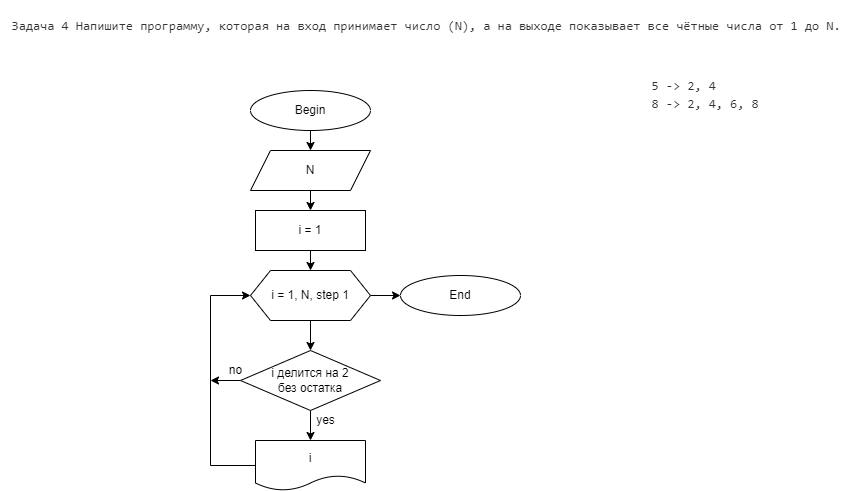 Задача 4 Напишите программу, которая на вход принимает число (N), а на выходе показывает все чётные числа от 1 до N.
5 -> 2, 4
8 -> 2, 4, 6, 8
Begin
N
i = 1
i = 1, N, step 1
End
no
i делится на 2
без остатка
yes
i